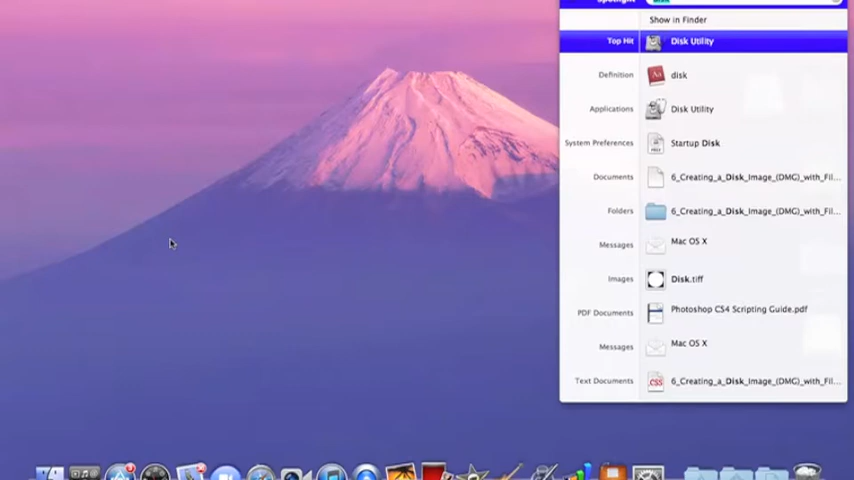 Spotlight
Show in Finder
Top Hit Disk Utility
Definition disk
Applications Disk Utility
System Preferences Startup Disk
Documents 6_Creating_a_Disk_Image_(DMG)_with_Fil...
Folders 6_Creating_a_Disk_Image_(DMG)_with_Fil...
Messages Mac OS X
Images Disk.tiff
PDF Documents Photoshop CS4 Scripting Guide.pdf
Messages Mac OS X
Text Documents CSS 6_Creating_a_Disk_Image_(DMG)_with_Fil...